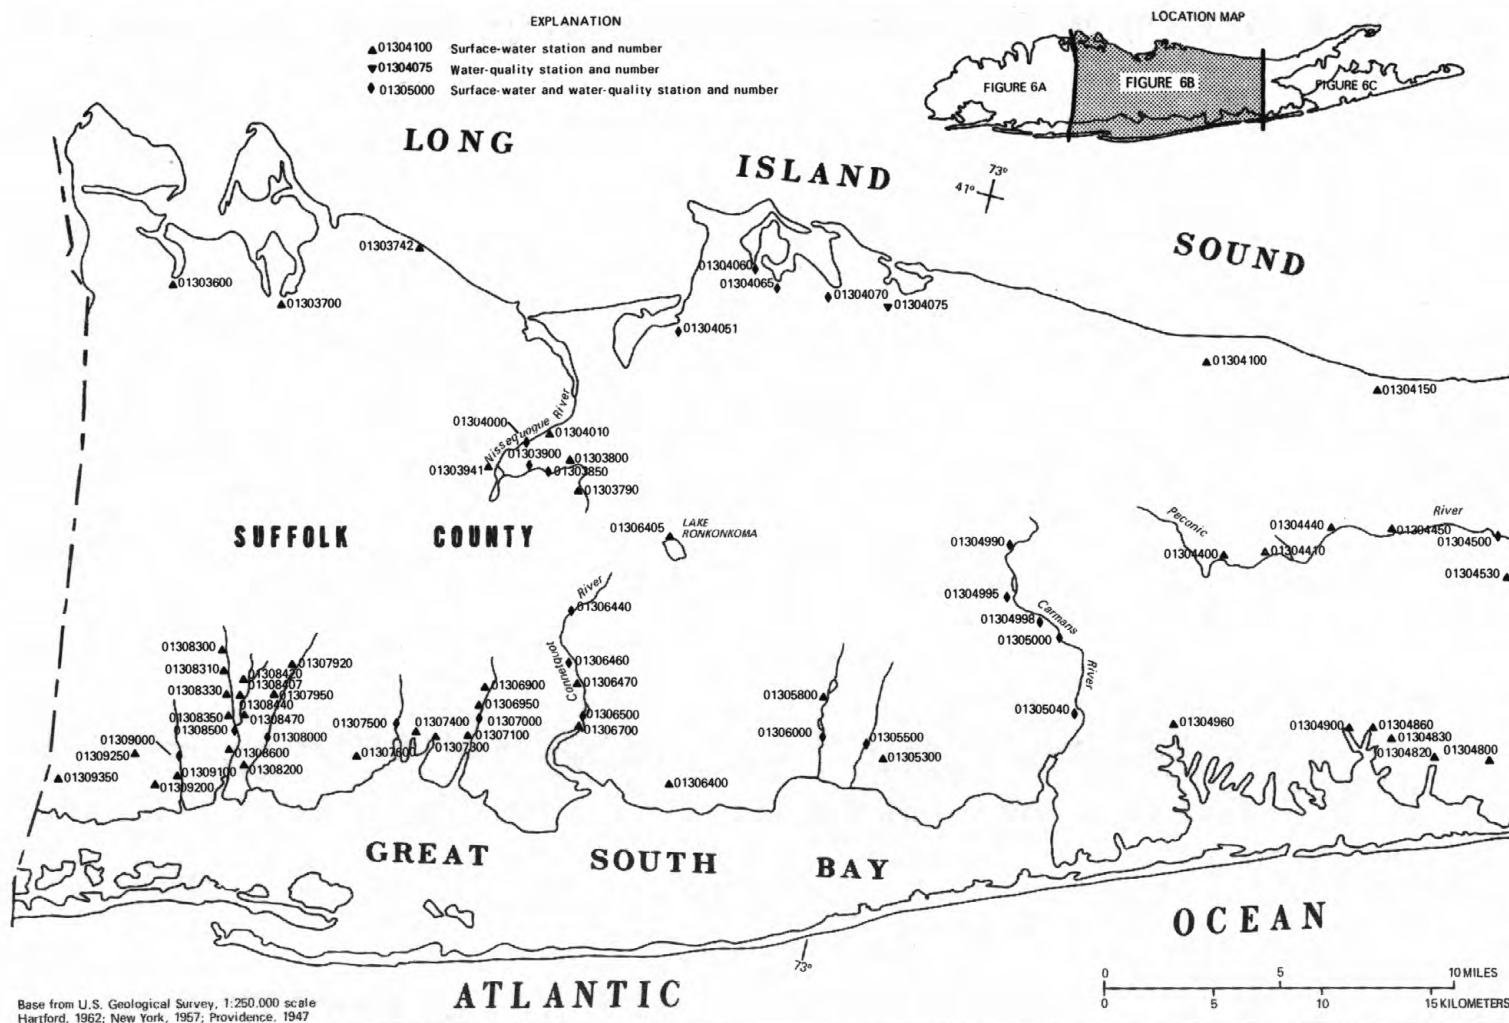 EXPLANATION
▲01304100 Surface-water station and number
▼01304075 Water-quality station and number
♦01305000 Surface-water and water-quality station and number
LOCATION MAP
FIGURE 6A
FIGURE 6B
FIGURE 6C
LONG
ISLAND
SOUND
73°
41°
01303742
01303600
01303700
01304060
01304065
01304070
01304075
01304051
01304100
01304150
01304000
Nissequogue River
01304010
01303900
01303941
01303800
01303850
01303790
SUFFOLK COUNTY
01306405
LAKE
RONKONKOMA
Peconic
River
01304440
01304450
01304500
01304400
01304410
01304530
01304990
01304995
01304998
Carmans
01305000
River
01305040
River
01306440
Connetquot
01306460
01306470
01306500
01306700
01308300
01308310
01308330
01308350
01308500
01307920
01308420
01308407
01307950
01308440
01308470
01308000
01308600
01308200
01309000
01309250
01309350
01309100
01309200
01307500
01307400
01307300
01306900
01306950
01307000
01307100
01306400
01305800
01306000
01305500
01305300
01304960
01304900
01304860
01304830
01304820
01304800
GREAT SOUTH BAY
ATLANTIC
OCEAN
73°
0 5 10 MILES
0 5 10 15 KILOMETERS
Base from U.S. Geological Survey, 1:250,000 scale
Hartford, 1962; New York, 1957; Providence, 1947